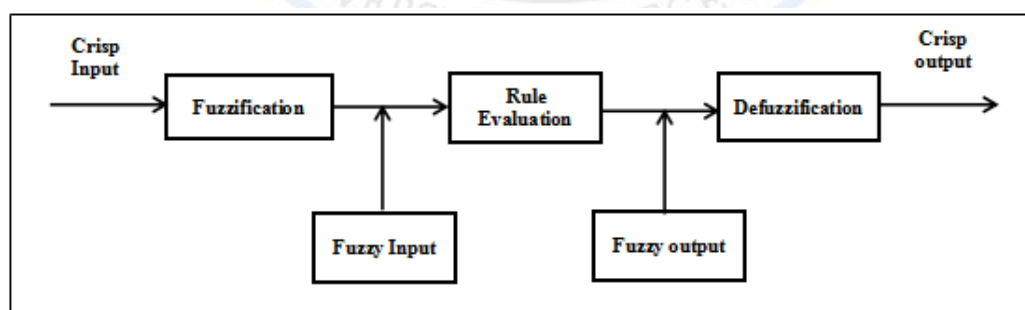 Crisp
Input
Crisp
output
Fuzzification
Rule
Evaluation
Defuzzification
Fuzzy Input
Fuzzy output